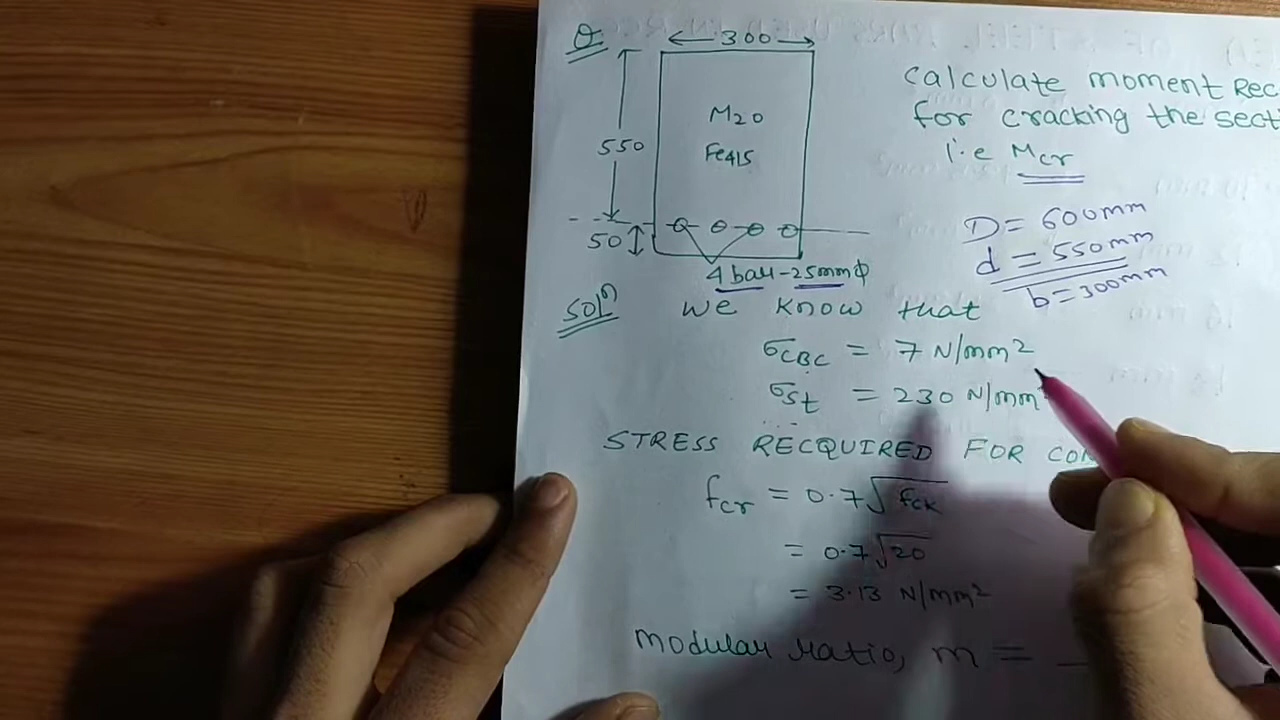 Q
300
M20
Fe415
550
50
4 bar-25mmϕ
Calculate moment Rec
for cracking the sect
i.e Mcr
D = 600mm
d = 550mm
b = 300mm
Solⁿ
we know that
σCBC = 7 N/mm²
σst = 230 N/mm
STRESS RECQUIRED FOR CON
fcr = 0.7√fck
= 0.7√20
= 3.13 N/mm²
modular ratio, m =